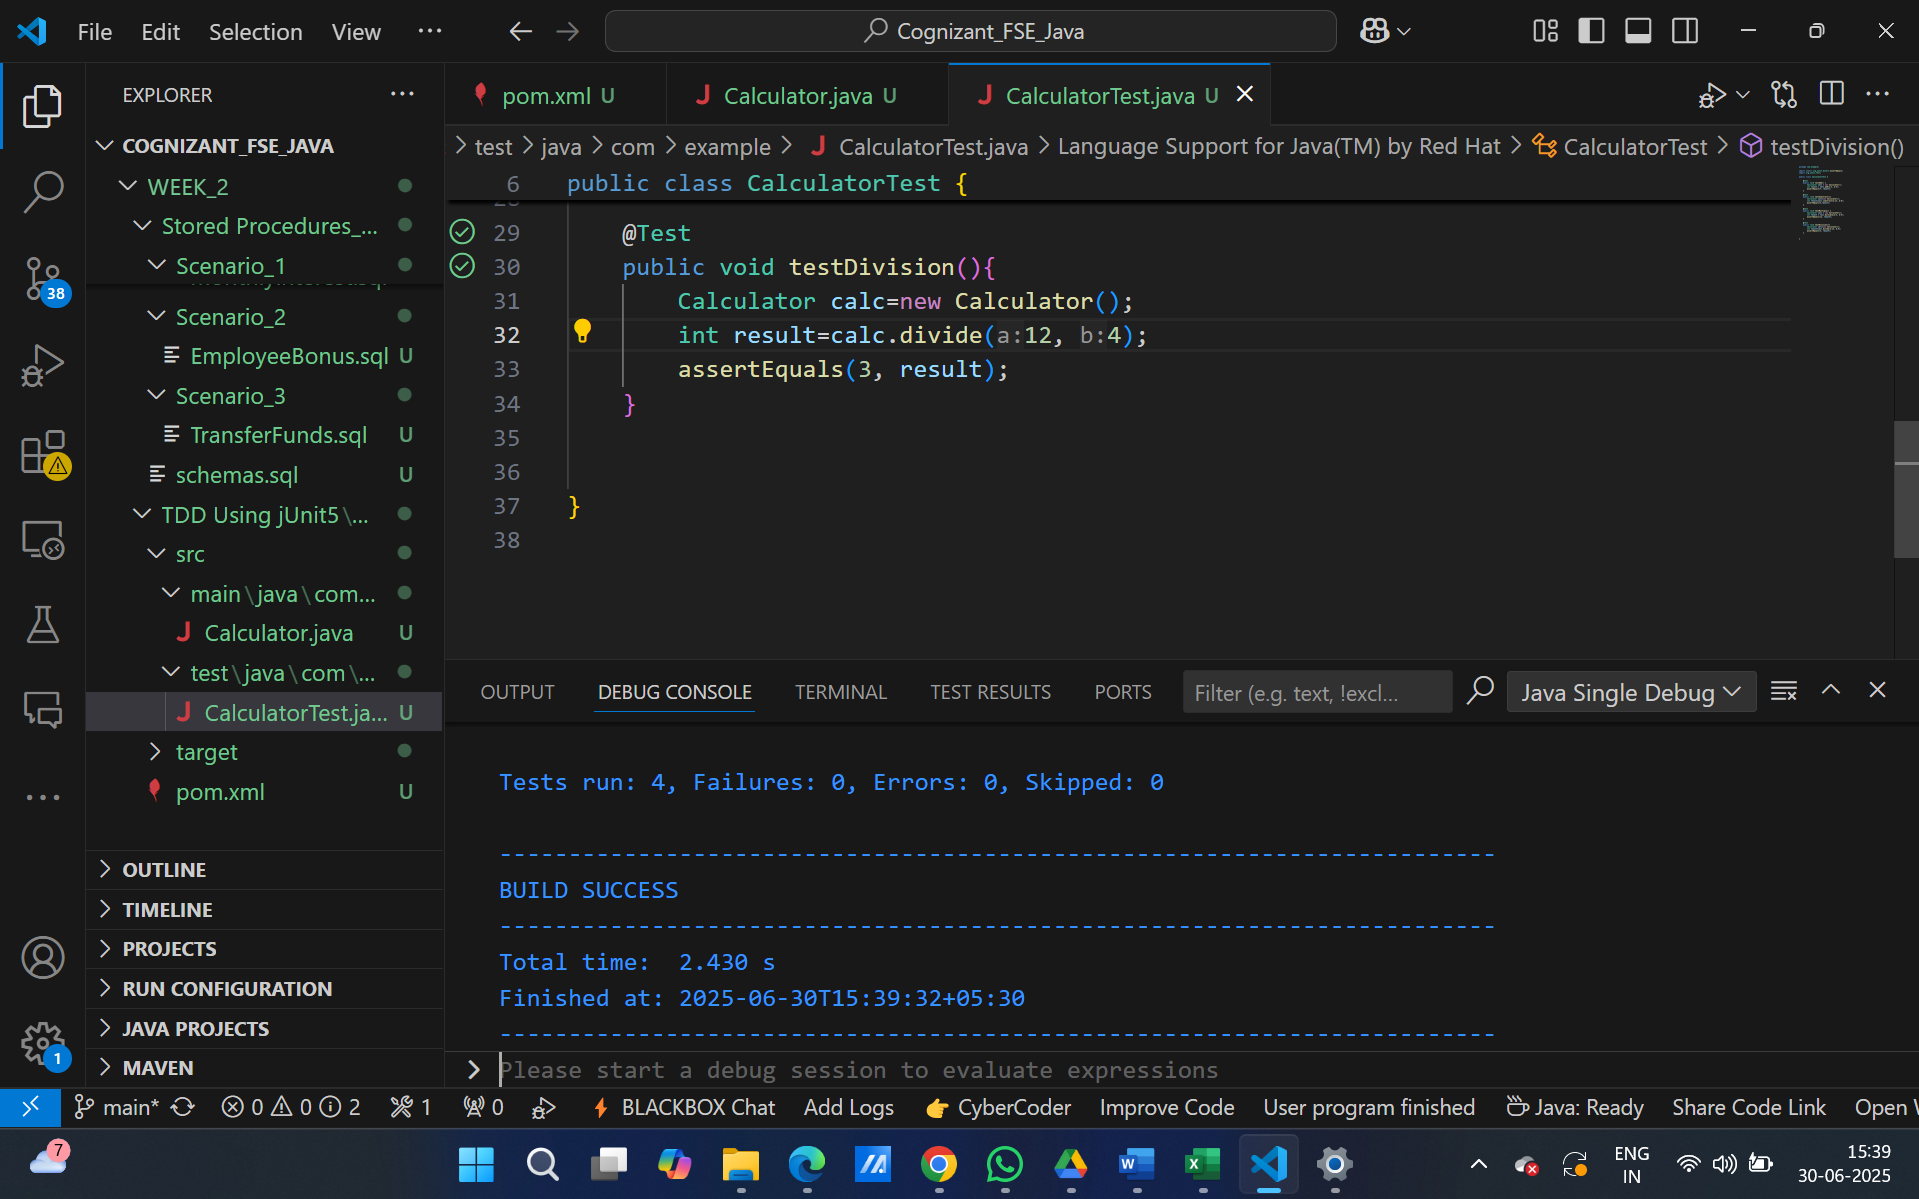 File Edit Selection View ··· Cognizant_FSE_Java
EXPLORER ···
COGNIZANT_FSE_JAVA
WEEK_2
Stored Procedures_...
Scenario_1
Scenario_2
EmployeeBonus.sql U
Scenario_3
TransferFunds.sql U
schemas.sql U
TDD Using jUnit5\...
src
main\java\com...
Calculator.java U
test\java\com\...
CalculatorTest.ja... U
target
pom.xml U
OUTLINE
TIMELINE
PROJECTS
RUN CONFIGURATION
JAVA PROJECTS
MAVEN
38
1
pom.xml U Calculator.java U CalculatorTest.java U
> test > java > com > example > CalculatorTest.java > Language Support for Java(TM) by Red Hat > CalculatorTest > testDivision()
6 public class CalculatorTest {
29 @Test
30 public void testDivision(){
31 Calculator calc=new Calculator();
32 int result=calc.divide(a:12, b:4);
33 assertEquals(3, result);
34 }
35
36
37 }
38
OUTPUT DEBUG CONSOLE TERMINAL TEST RESULTS PORTS Filter (e.g. text, !excl... Java Single Debug
Tests run: 4, Failures: 0, Errors: 0, Skipped: 0
------------------------------------------------------------------------
BUILD SUCCESS
------------------------------------------------------------------------
Total time:  2.430 s
Finished at: 2025-06-30T15:39:32+05:30
------------------------------------------------------------------------
> Please start a debug session to evaluate expressions
main* 0 0 2 1 0 BLACKBOX Chat Add Logs CyberCoder Improve Code User program finished Java: Ready Share Code Link Open
7 ENG 15:39
IN 30-06-2025